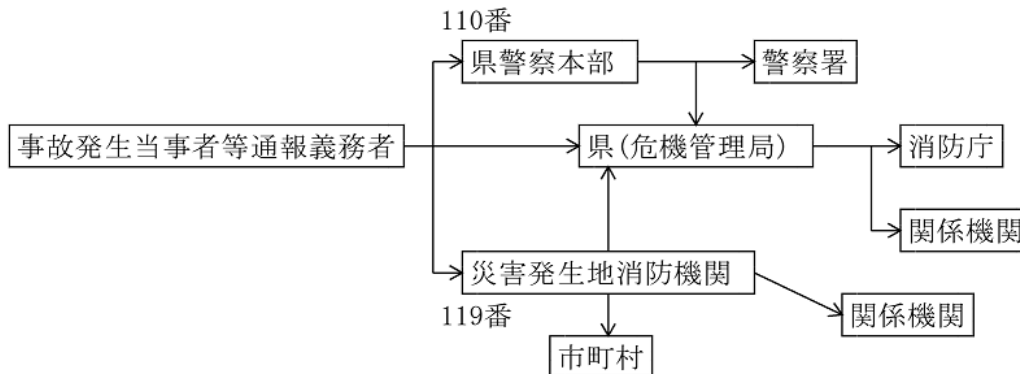 110番
県警察本部
警察署
事故発生当事者等通報義務者
県(危機管理局)
消防庁
関係機関
災害発生地消防機関
119番
関係機関
市町村